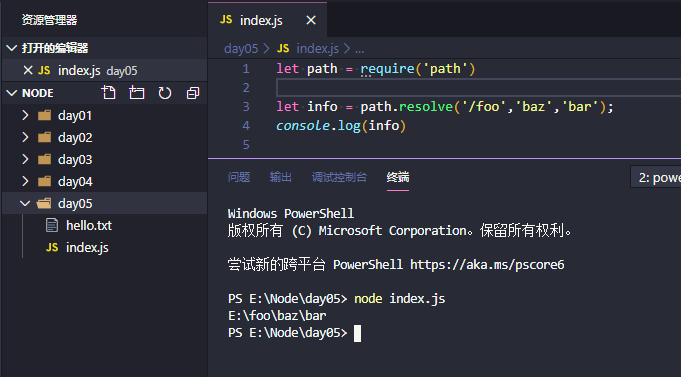 资源管理器
打开的编辑器
JS index.js day05
NODE
day01
day02
day03
day04
day05
hello.txt
JS index.js
JS index.js
day05 > JS index.js > ...
1 let path = require('path')
2
3 let info = path.resolve('/foo','baz','bar');
4 console.log(info)
5
问题 输出 调试控制台 终端 2: powe
Windows PowerShell
版权所有 (C) Microsoft Corporation。保留所有权利。
尝试新的跨平台 PowerShell https://aka.ms/pscore6
PS E:\Node\day05> node index.js
E:\foo\baz\bar
PS E:\Node\day05>